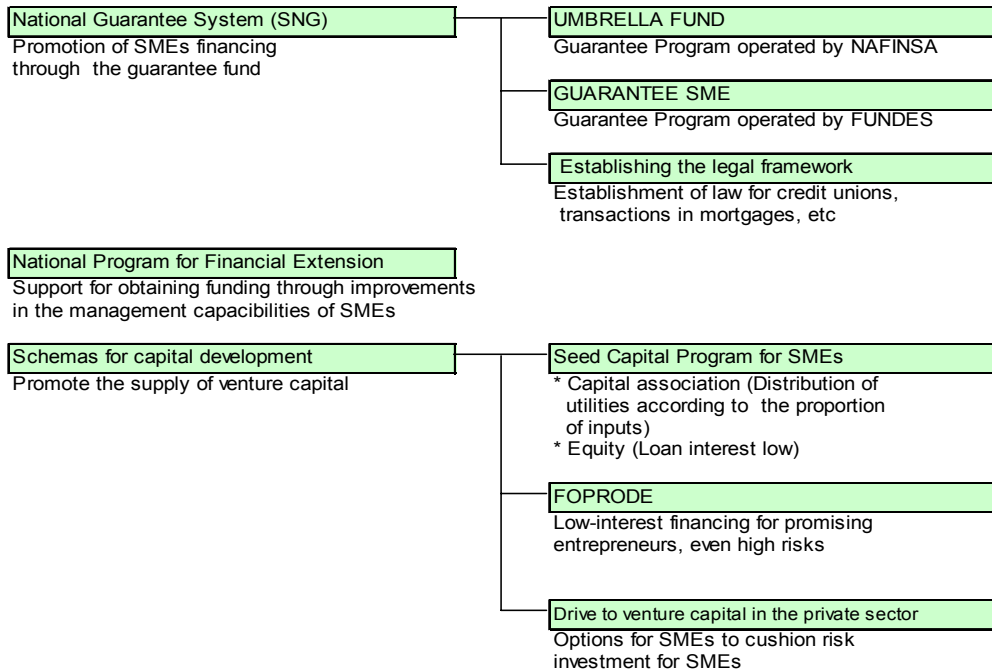 National Guarantee System (SNG)
Promotion of SMEs financing
through the guarantee fund
UMBRELLA FUND
Guarantee Program operated by NAFINSA
GUARANTEE SME
Guarantee Program operated by FUNDES
Establishing the legal framework
Establishment of law for credit unions,
transactions in mortgages, etc
National Program for Financial Extension
Support for obtaining funding through improvements
in the management capacibilities of SMEs
Schemas for capital development
Promote the supply of venture capital
Seed Capital Program for SMEs
* Capital association (Distribution of
utilities according to the proportion
of inputs)
* Equity (Loan interest low)
FOPRODE
Low-interest financing for promising
entrepreneurs, even high risks
Drive to venture capital in the private sector
Options for SMEs to cushion risk
investment for SMEs